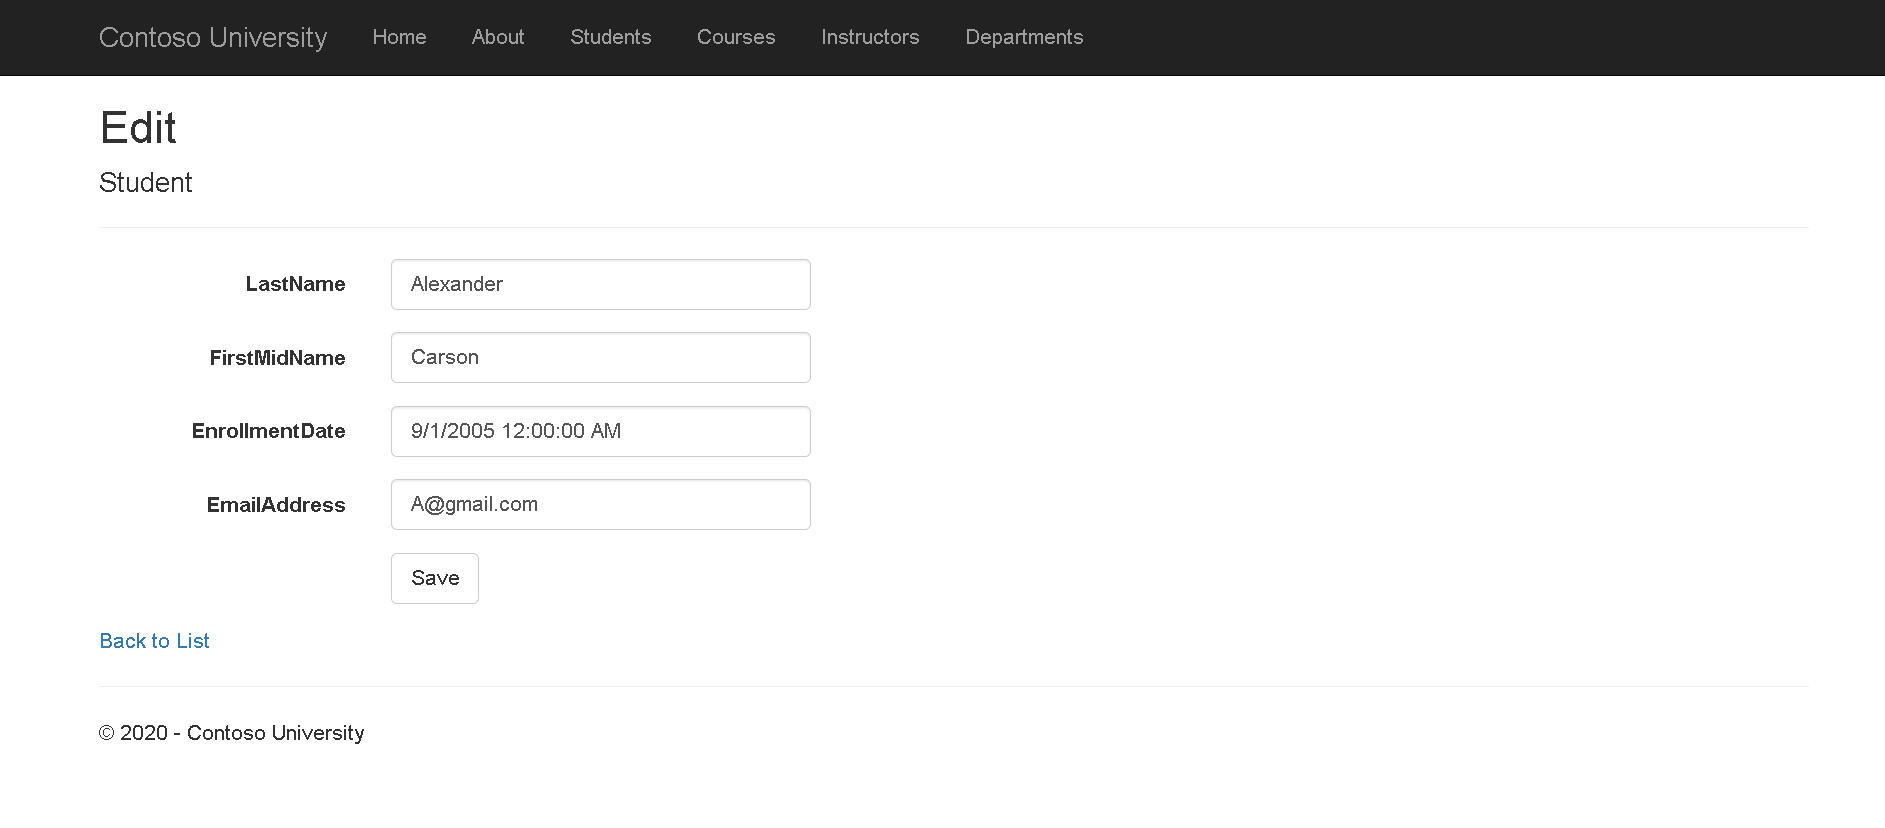 Contoso University Home About Students Courses Instructors Departments
Edit
Student
LastName Alexander
FirstMidName Carson
EnrollmentDate 9/1/2005 12:00:00 AM
EmailAddress A@gmail.com
Save
Back to List
© 2020 - Contoso University